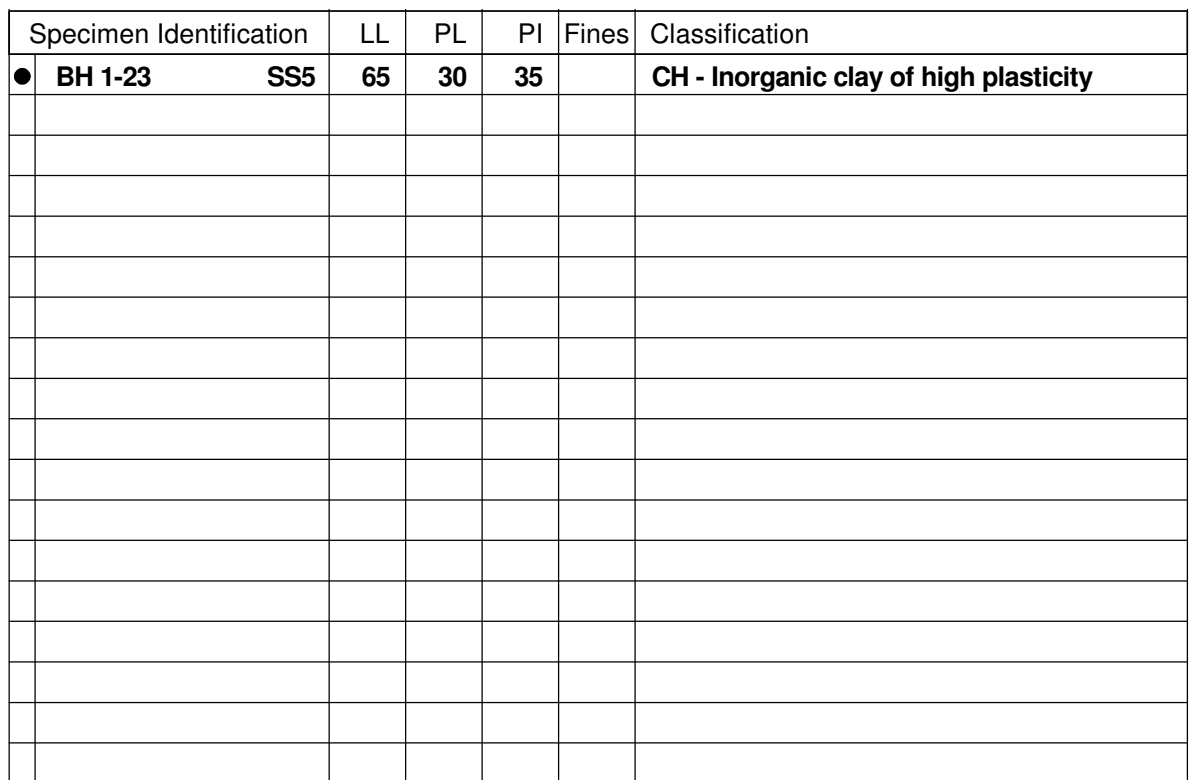 Specimen Identification LL PL PI Fines Classification
● BH 1-23 SS5 65 30 35 CH - Inorganic clay of high plasticity